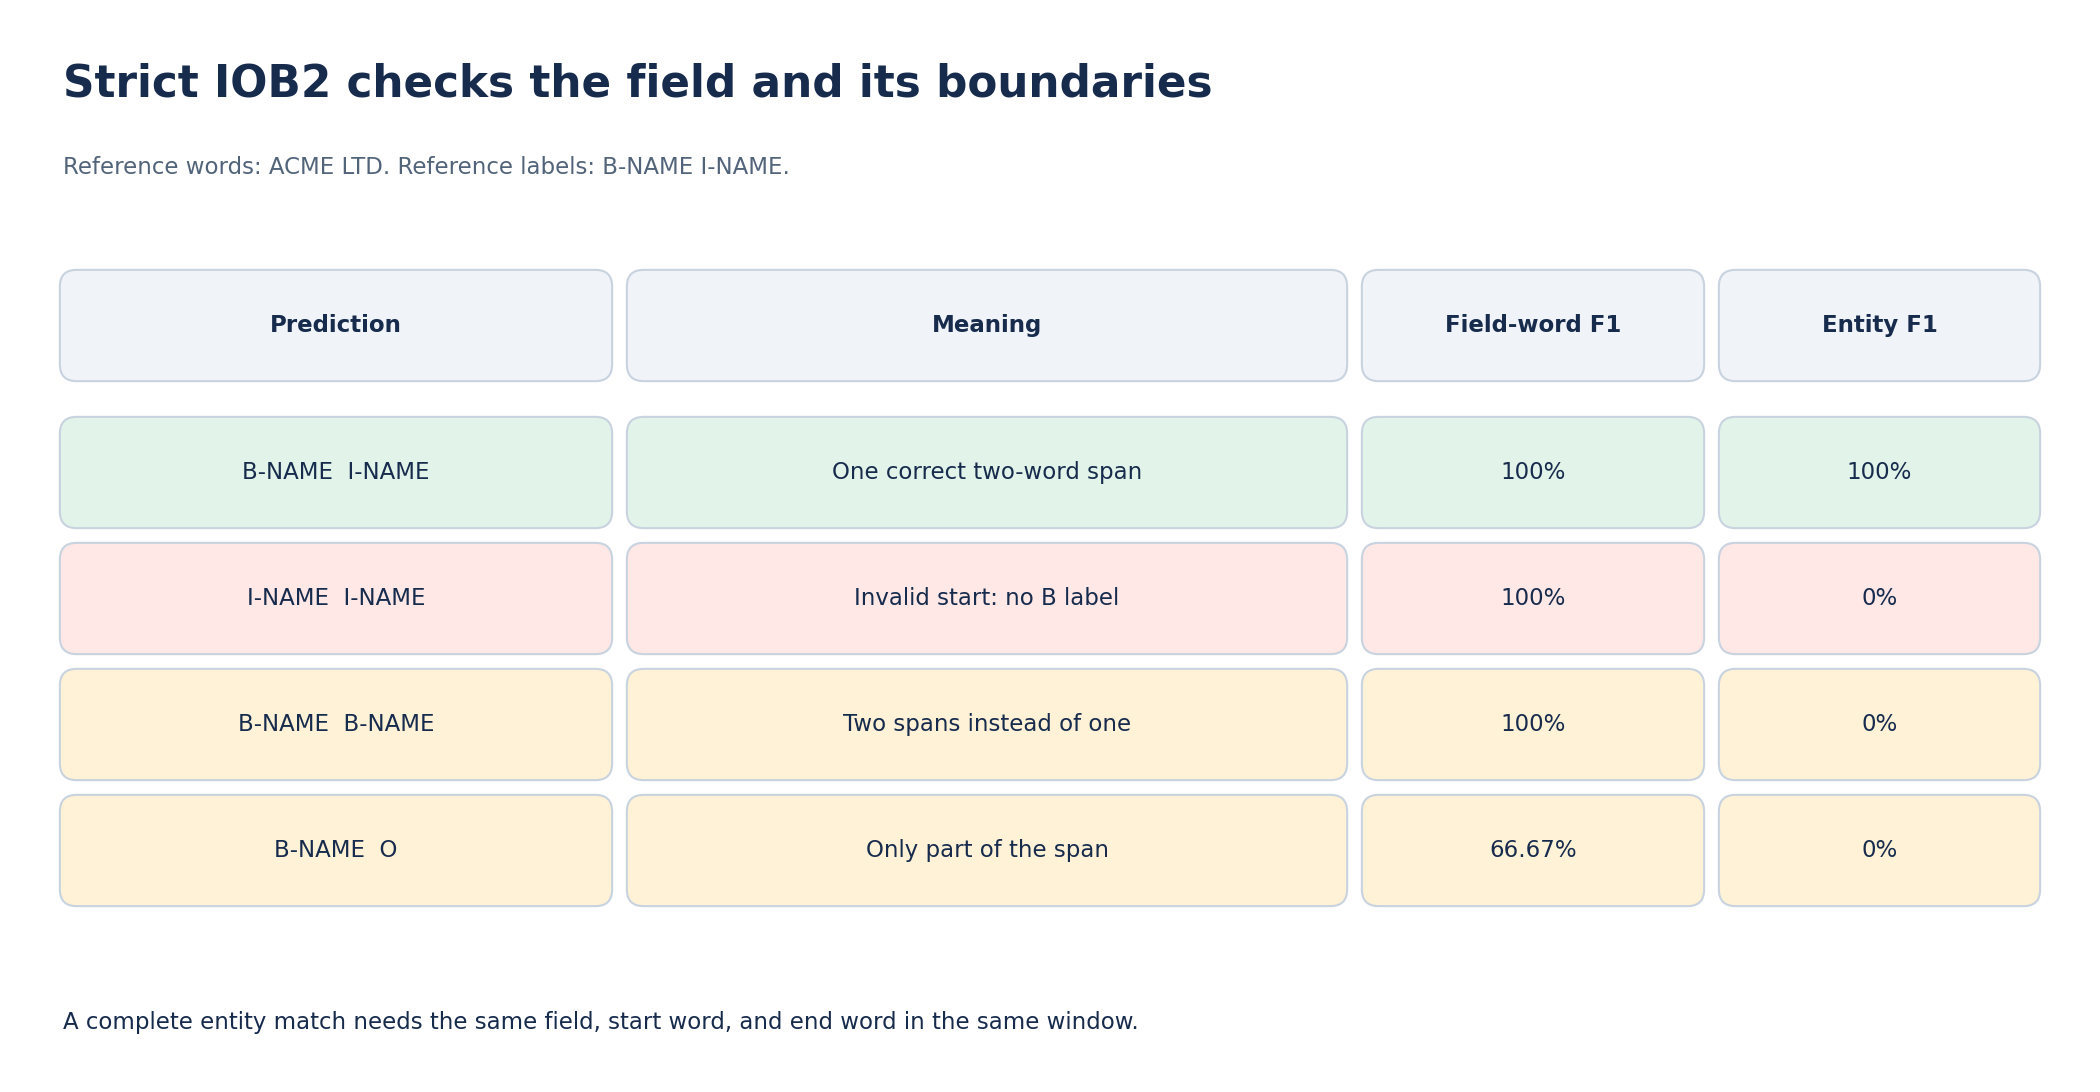 Strict IOB2 checks the field and its boundaries
Reference words: ACME LTD. Reference labels: B-NAME I-NAME.
Prediction Meaning Field-word F1 Entity F1
B-NAME I-NAME One correct two-word span 100% 100%
I-NAME I-NAME Invalid start: no B label 100% 0%
B-NAME B-NAME Two spans instead of one 100% 0%
B-NAME O Only part of the span 66.67% 0%
A complete entity match needs the same field, start word, and end word in the same window.